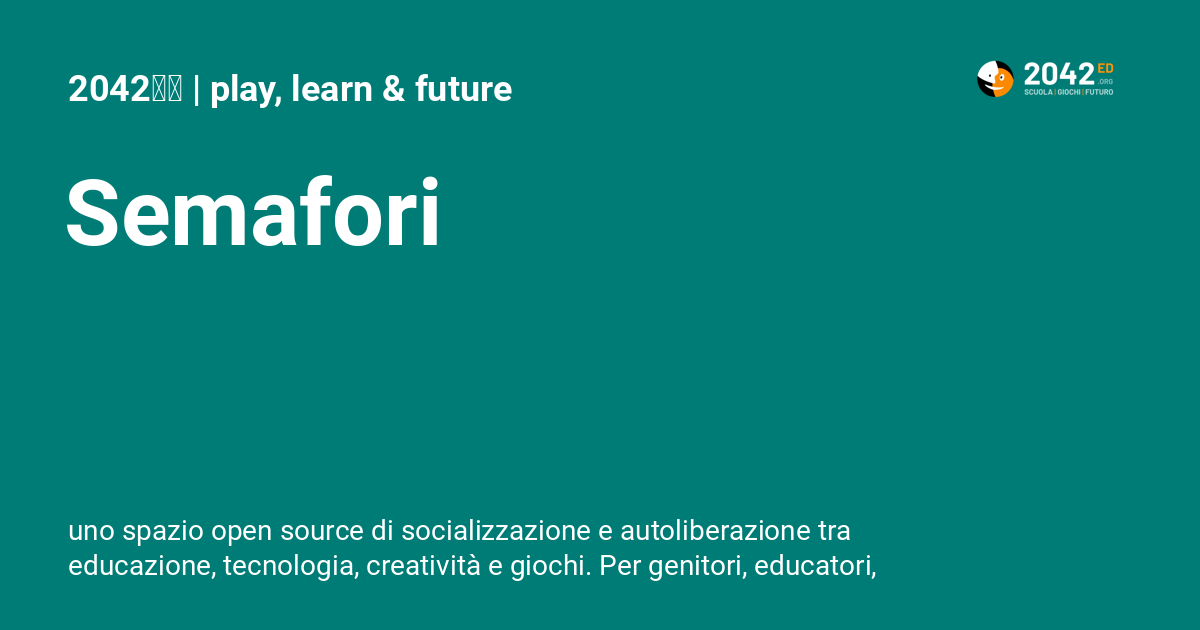 2042 | play, learn & future
2042 ED
.ORG
SCUOLA | GIOCHI | FUTURO
Semafori
uno spazio open source di socializzazione e autoliberazione tra
educazione, tecnologia, creatività e giochi. Per genitori, educatori,